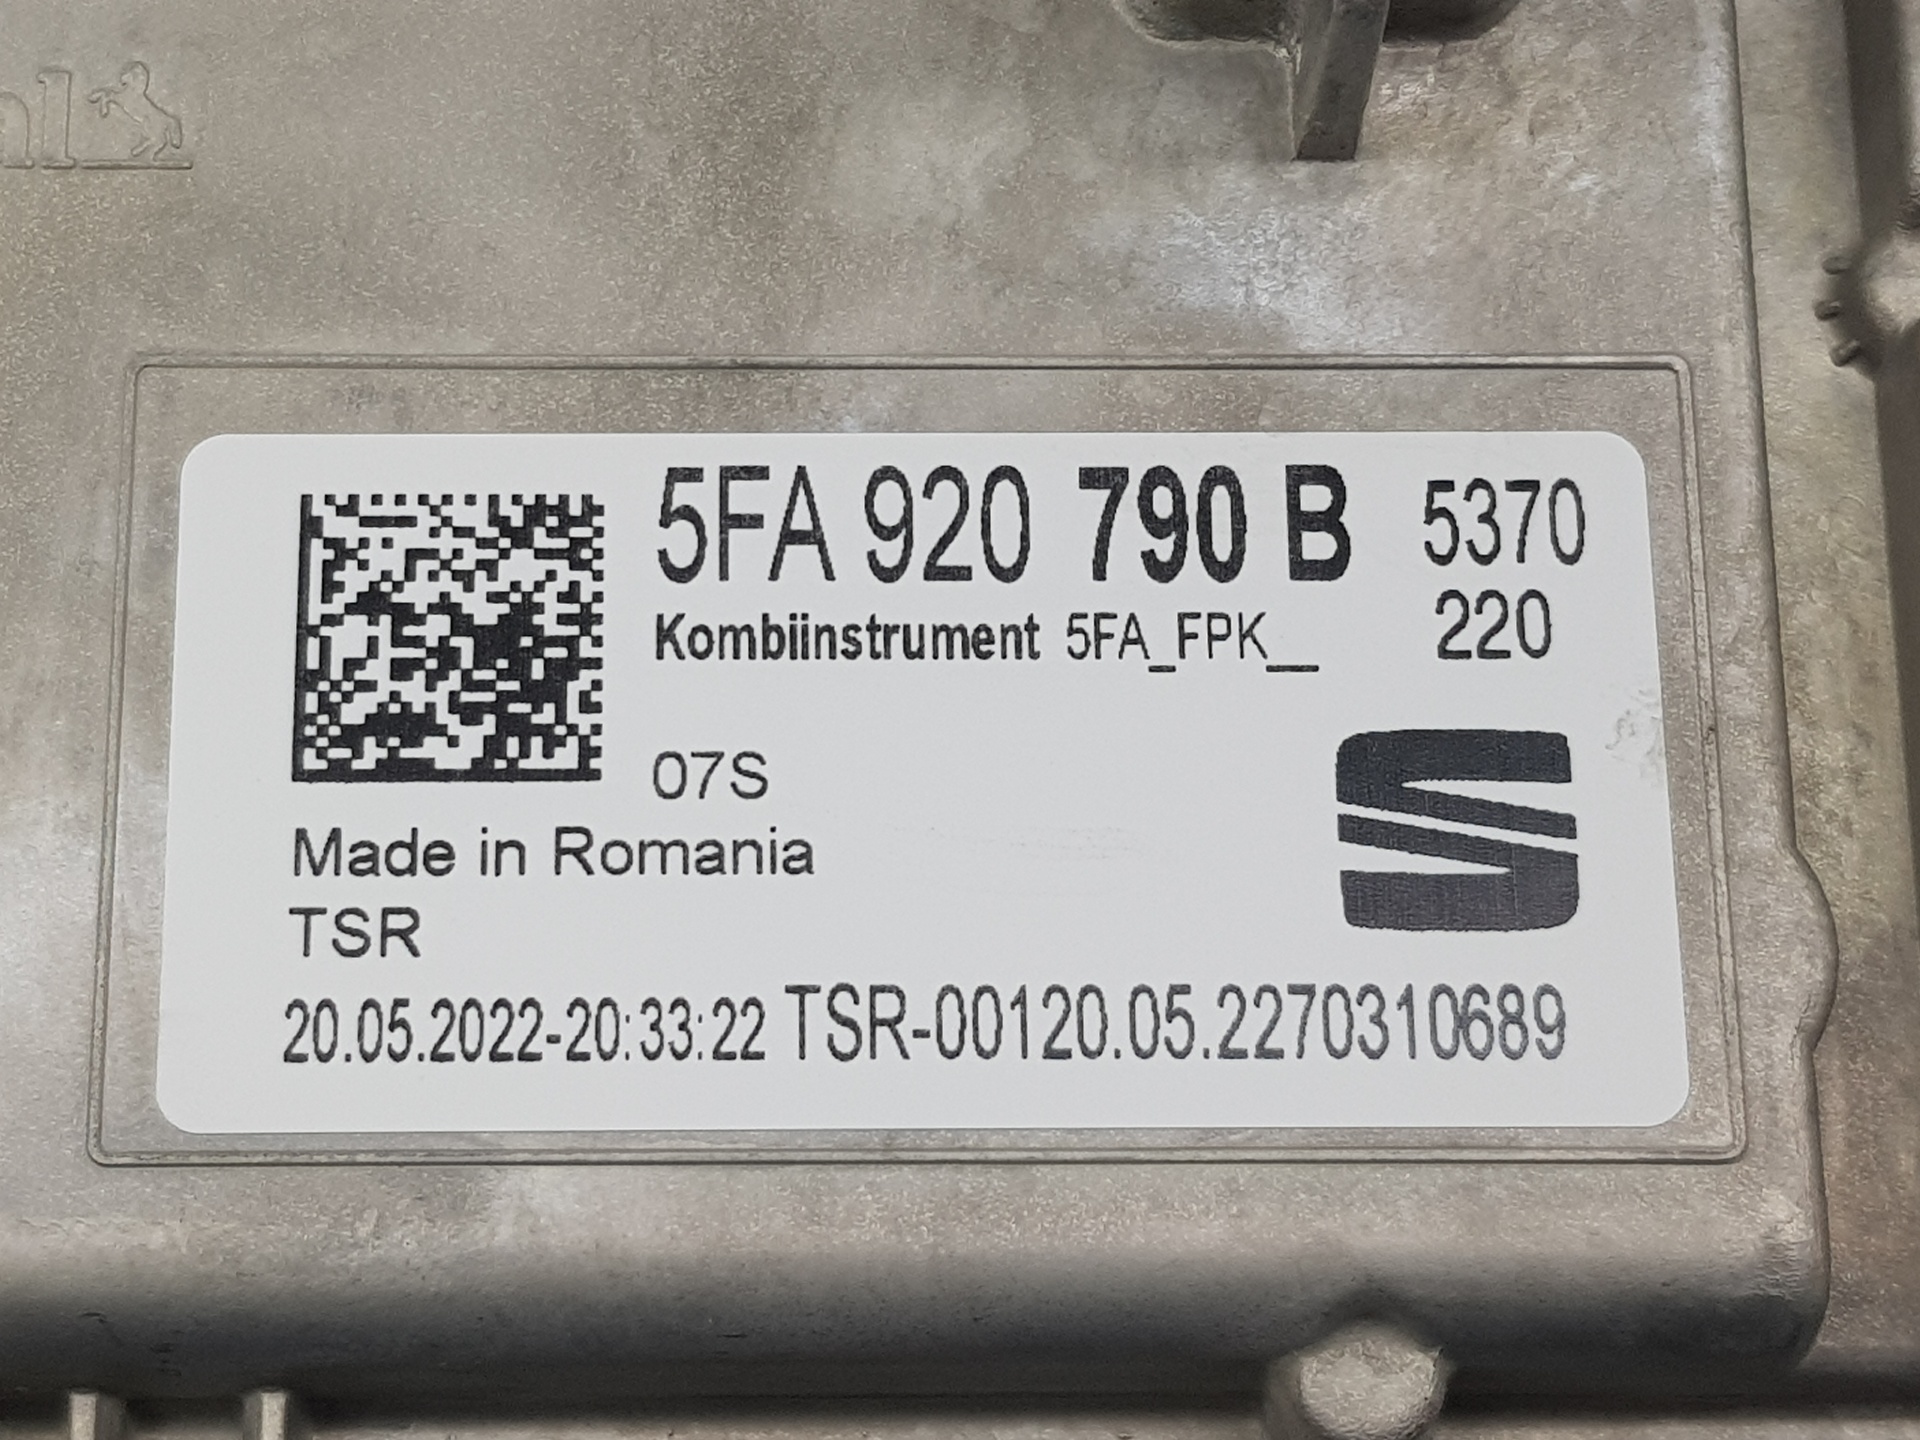 5FA 920 790 B 5370
Kombiinstrument 5FA_FPK__ 220
07S
Made in Romania
TSR
20.05.2022-20:33:22 TSR-00120.05.2270310689